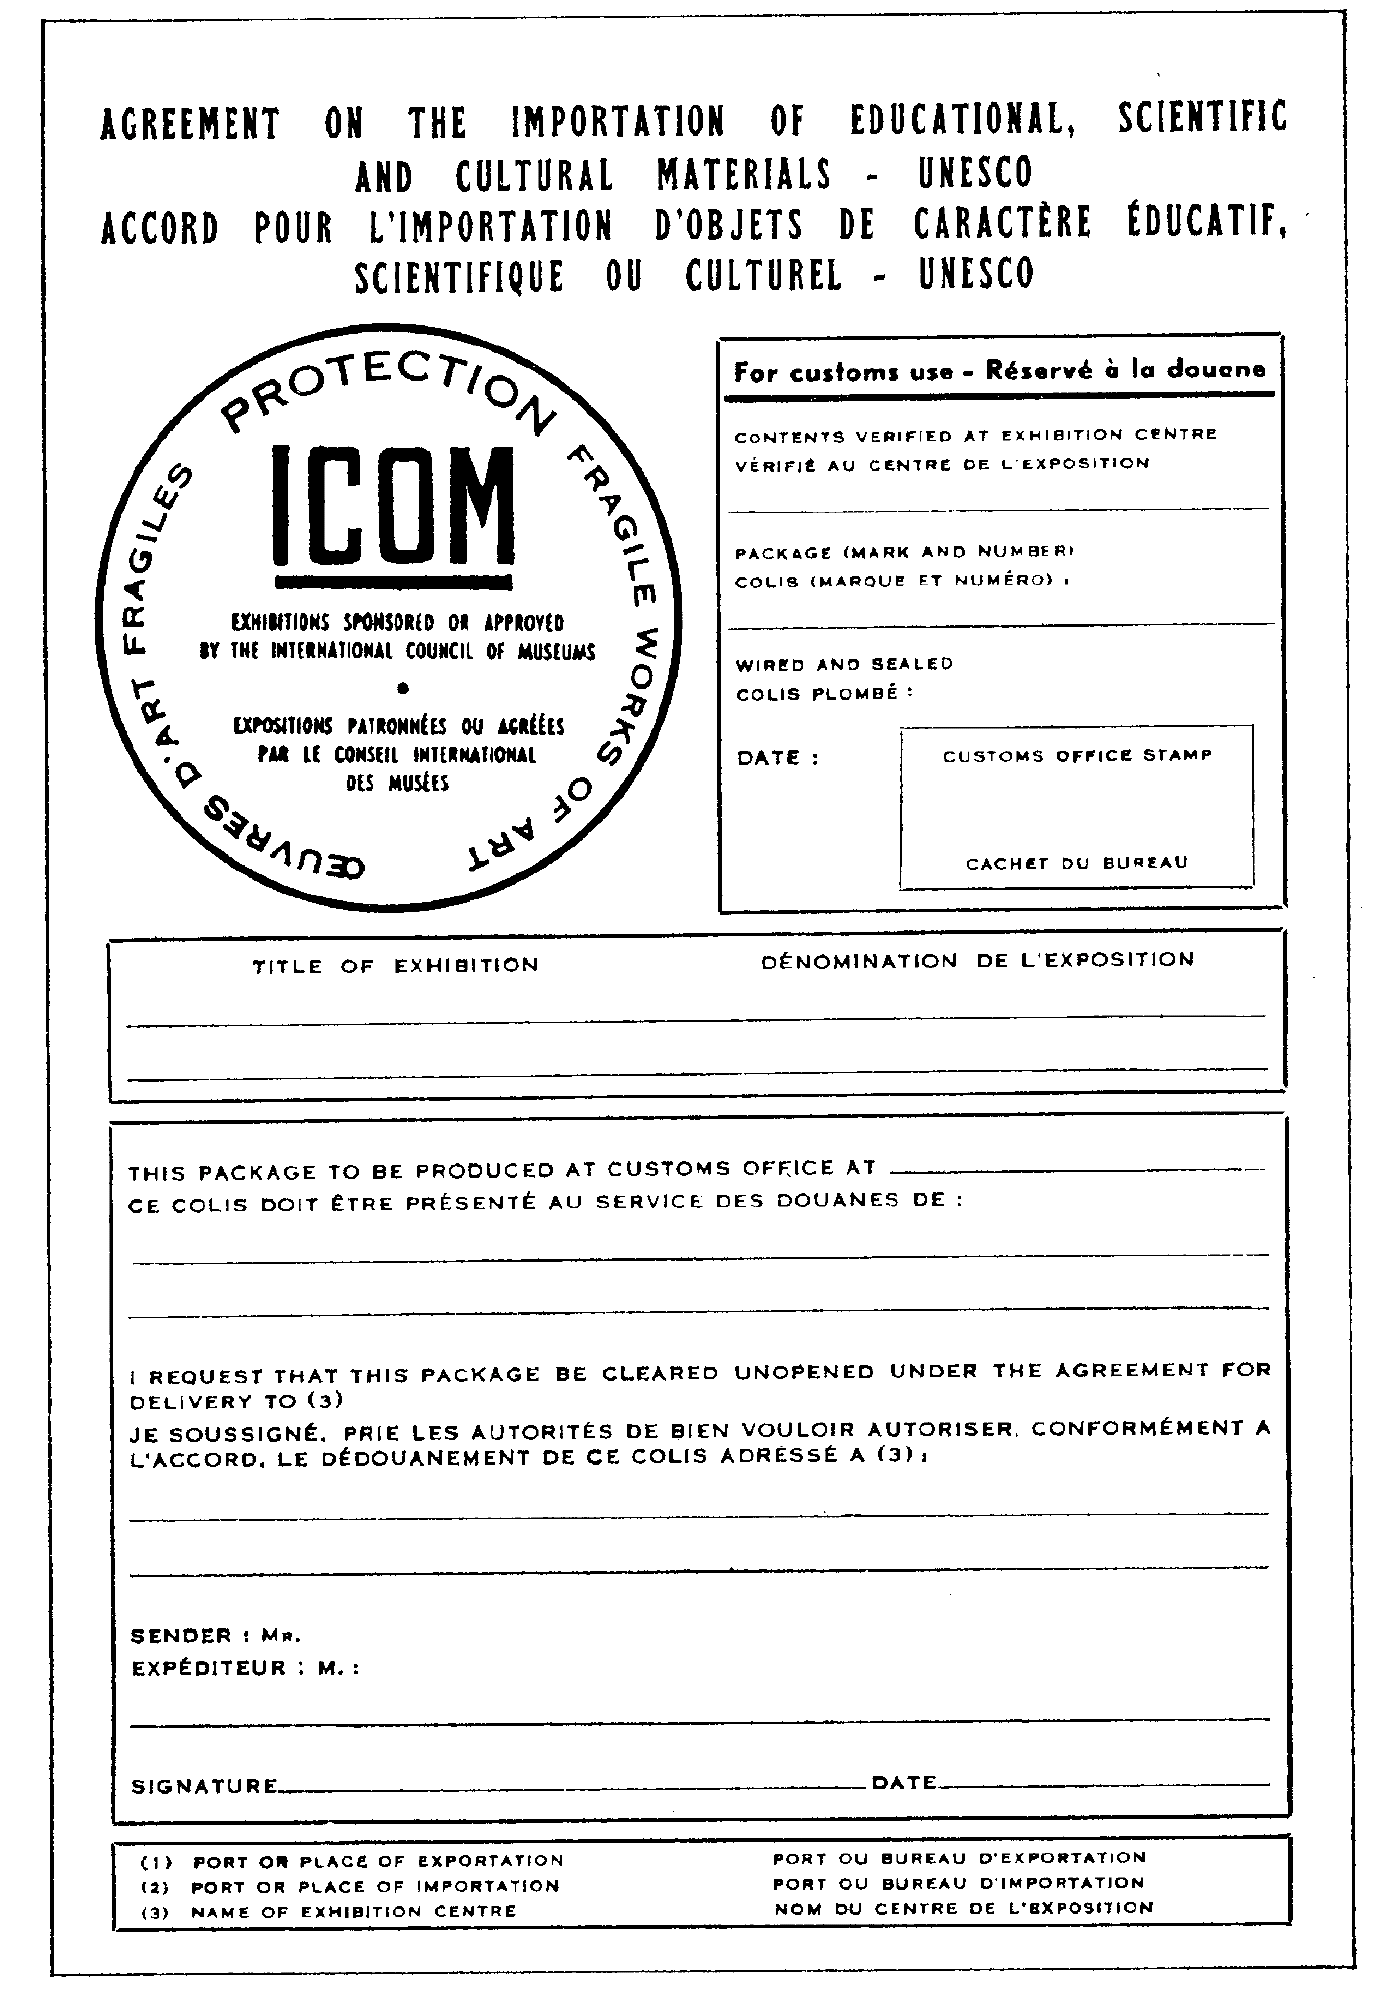 AGREEMENT ON THE IMPORTATION OF EDUCATIONAL, SCIENTIFIC
AND CULTURAL MATERIALS - UNESCO
ACCORD POUR L'IMPORTATION D'OBJETS DE CARACTÈRE ÉDUCATIF,
SCIENTIFIQUE OU CULTUREL - UNESCO
PROTECTION
FRAGILE WORKS OF ART
ŒUVRES D'ART FRAGILES
ICOM
EXHIBITIONS SPONSORED OR APPROVED
BY THE INTERNATIONAL COUNCIL OF MUSEUMS
•
EXPOSITIONS PATRONNÉES OU AGRÉÉES
PAR LE CONSEIL INTERNATIONAL
DES MUSÉES
For customs use - Réservé à la douane
CONTENTS VERIFIED AT EXHIBITION CENTRE
VÉRIFIÉ AU CENTRE DE L'EXPOSITION
PACKAGE (MARK AND NUMBER)
COLIS (MARQUE ET NUMÉRO) :
WIRED AND SEALED
COLIS PLOMBÉ :
DATE :
CUSTOMS OFFICE STAMP
CACHET DU BUREAU
TITLE OF EXHIBITION DÉNOMINATION DE L'EXPOSITION
THIS PACKAGE TO BE PRODUCED AT CUSTOMS OFFICE AT
CE COLIS DOIT ÊTRE PRÉSENTÉ AU SERVICE DES DOUANES DE :
I REQUEST THAT THIS PACKAGE BE CLEARED UNOPENED UNDER THE AGREEMENT FOR
DELIVERY TO (3)
JE SOUSSIGNÉ, PRIE LES AUTORITÉS DE BIEN VOULOIR AUTORISER, CONFORMÉMENT A
L'ACCORD, LE DÉDOUANEMENT DE CE COLIS ADRESSÉ A (3) :
SENDER : MR.
EXPÉDITEUR : M. :
SIGNATURE DATE
(1) PORT OR PLACE OF EXPORTATION PORT OU BUREAU D'EXPORTATION
(2) PORT OR PLACE OF IMPORTATION PORT OU BUREAU D'IMPORTATION
(3) NAME OF EXHIBITION CENTRE NOM DU CENTRE DE L'EXPOSITION